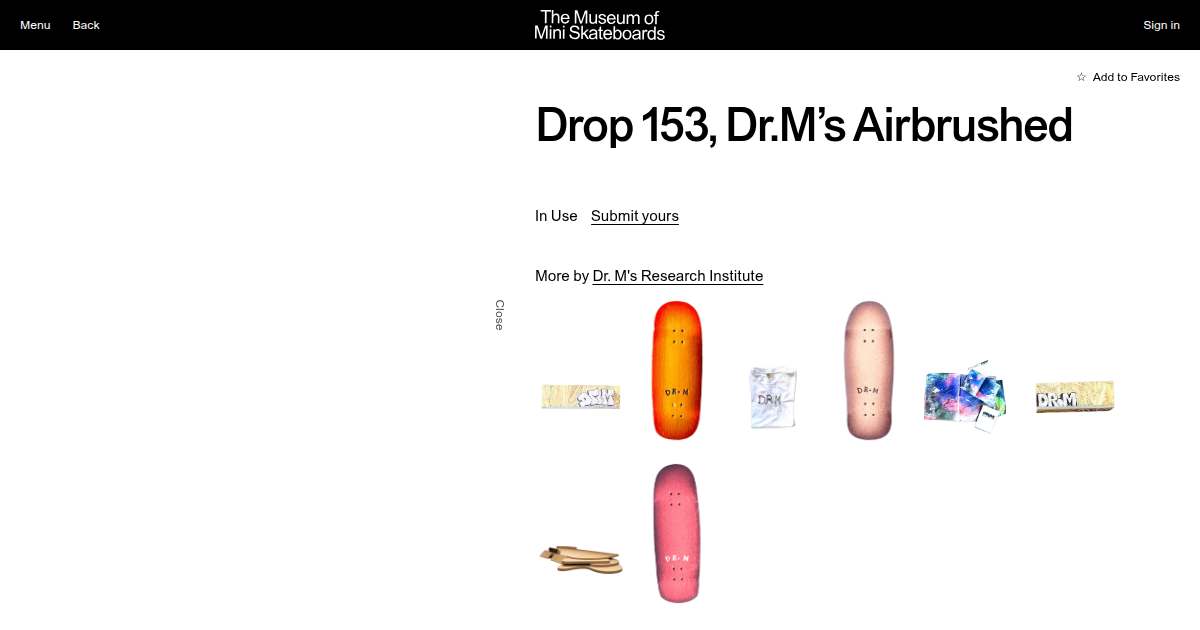 Menu Back
The Museum of
Mini Skateboards
Sign in
☆ Add to Favorites
Drop 153, Dr.M’s Airbrushed
In Use Submit yours
More by Dr. M's Research Institute
Close
DR•M
DRM
DR•M
DR•M
DR•M